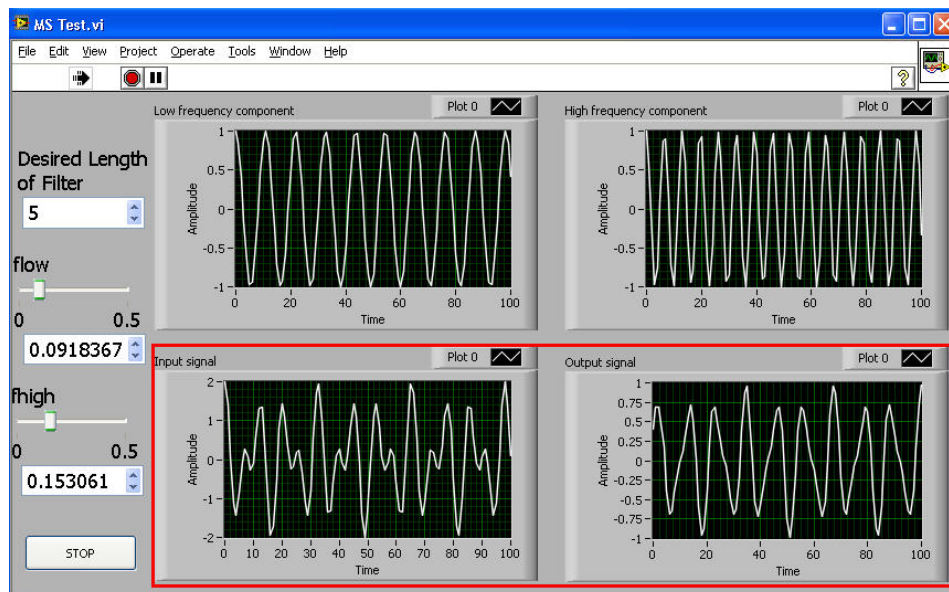 MS Test.vi
File Edit View Project Operate Tools Window Help
Desired Length
of Filter
5
flow
0 0.5
0.0918367
fhigh
0 0.5
0.153061
STOP
Low frequency component
Plot 0
Amplitude
1
0.5
0
-0.5
-1
0 20 40 60 80 100
Time
High frequency component
Plot 0
Amplitude
1
0.5
0
-0.5
-1
0 20 40 60 80 100
Time
Input signal
Plot 0
Amplitude
2
1
0
-1
-2
0 10 20 30 40 50 60 70 80 90 100
Time
Output signal
Plot 0
Amplitude
1
0.75
0.5
0.25
0
-0.25
-0.5
-0.75
-1
0 20 40 60 80 100
Time